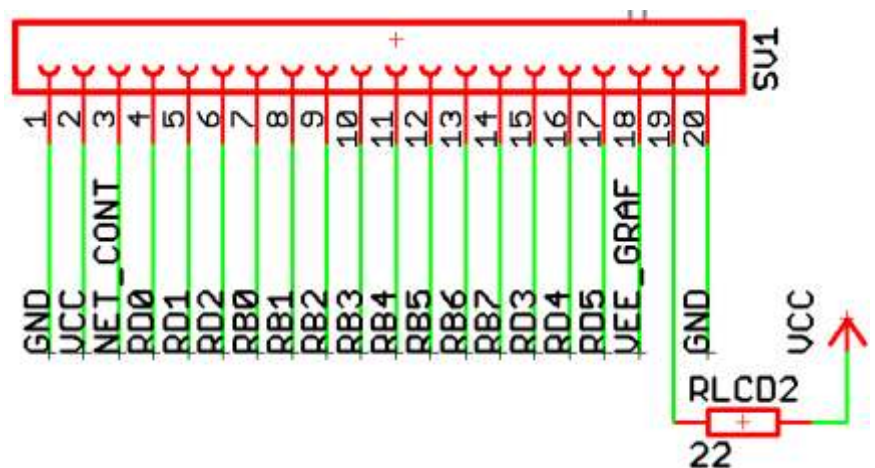 SV1
1
2
3
4
5
6
7
8
9
10
11
12
13
14
15
16
17
18
19
20
GND
VCC
NET_CONT
RD0
RD1
RD2
RB0
RB1
RB2
RB3
RB4
RB5
RB6
RB7
RD3
RD4
RD5
VEE_GRAF
GND
VCC
RLCD2
22